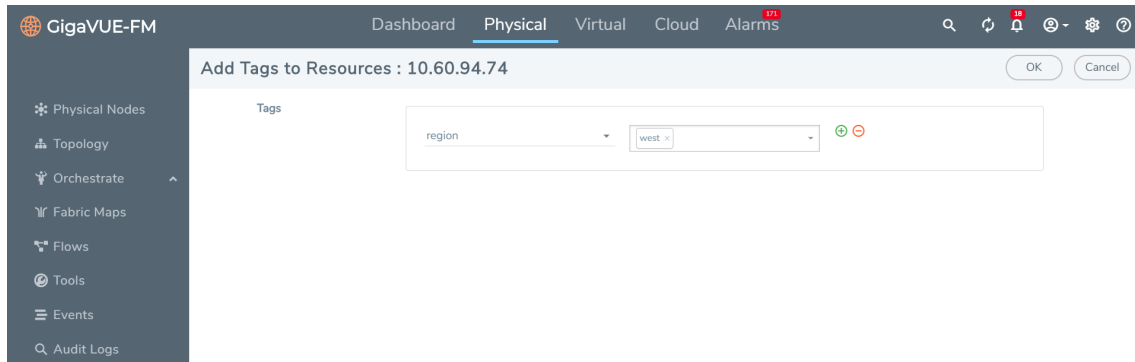 GigaVUE-FM
Dashboard Physical Virtual Cloud Alarms 171 18
Add Tags to Resources : 10.60.94.74 OK Cancel
Physical Nodes
Topology
Orchestrate
Fabric Maps
Flows
Tools
Events
Audit Logs
Tags
region west ×